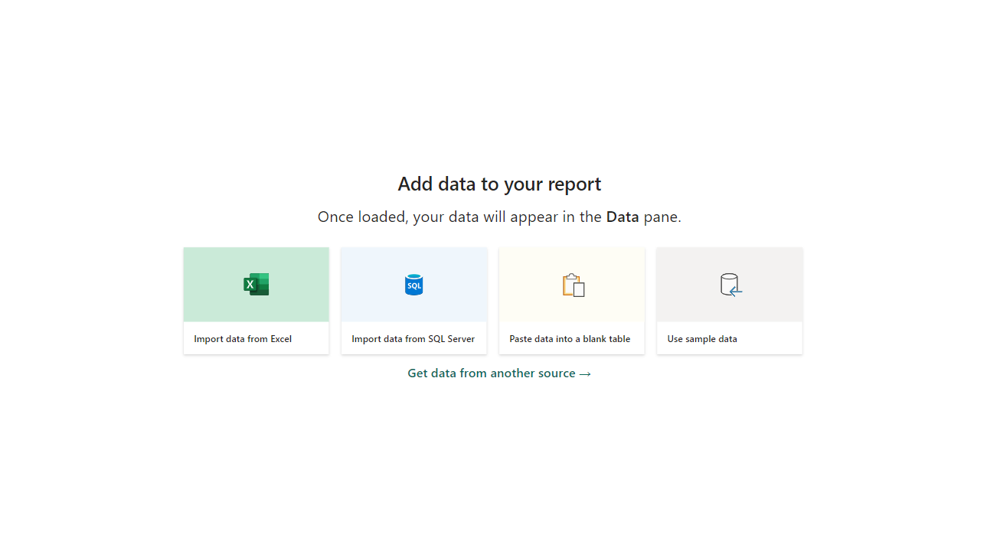 Add data to your report
Once loaded, your data will appear in the Data pane.
X
SQL
Import data from Excel
Import data from SQL Server
Paste data into a blank table
Use sample data
Get data from another source →